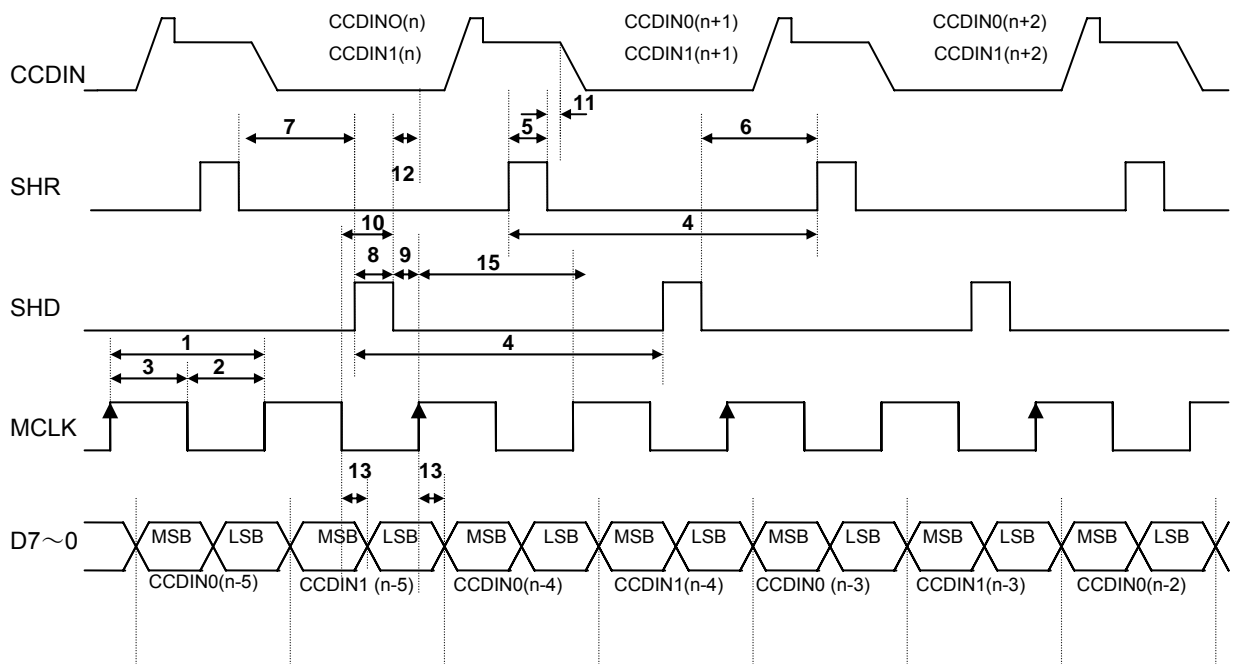 CCDINO(n) CCDIN0(n+1) CCDIN0(n+2)
CCDIN1(n) CCDIN1(n+1) CCDIN1(n+2)
CCDIN
11
7 5 6
12
SHR
10 4
8 9 15
SHD
1 4
3 2
MCLK
13 13
D7～0 MSB LSB MSB LSB MSB LSB MSB LSB MSB LSB MSB LSB MSB LSB
CCDIN0(n-5) CCDIN1 (n-5) CCDIN0(n-4) CCDIN1(n-4) CCDIN0 (n-3) CCDIN1(n-3) CCDIN0(n-2)